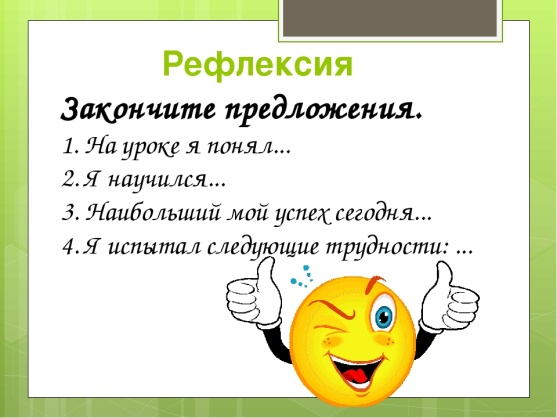 Рефлексия
Закончите предложения.
1. На уроке я понял...
2. Я научился...
3. Наибольший мой успех сегодня...
4. Я испытал следующие трудности: ...